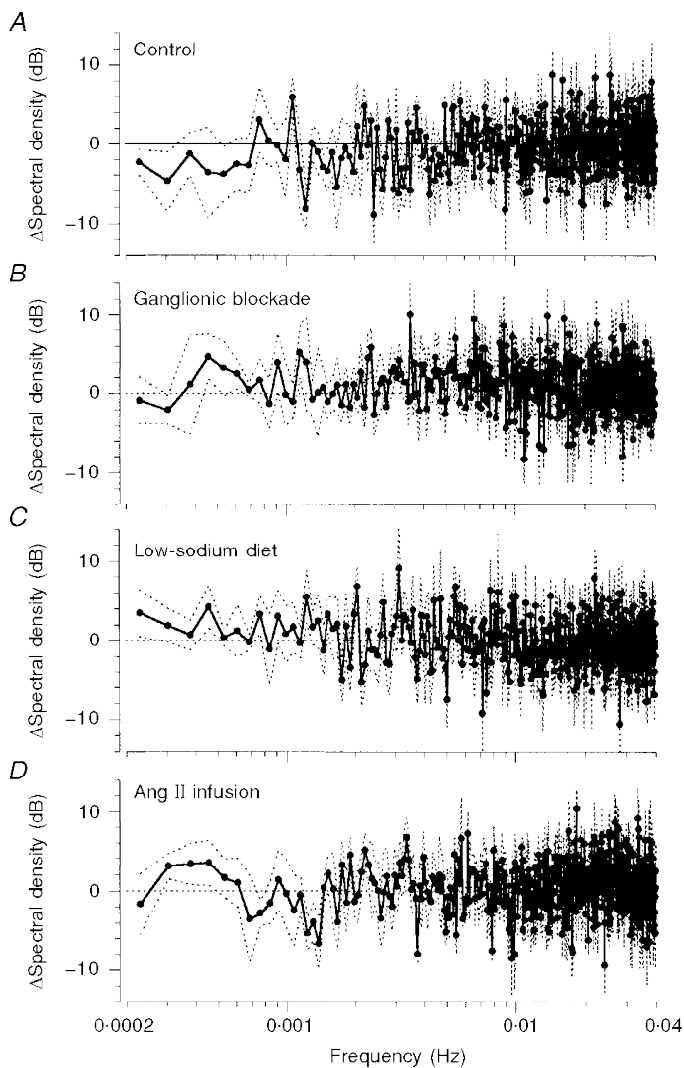 A
Control
ΔSpectral density (dB)
10
0
−10
B
Ganglionic blockade
ΔSpectral density (dB)
10
0
−10
C
Low-sodium diet
ΔSpectral density (dB)
10
0
−10
D
Ang II infusion
ΔSpectral density (dB)
10
0
−10
0·0002 0·001 0·01 0·04
Frequency (Hz)